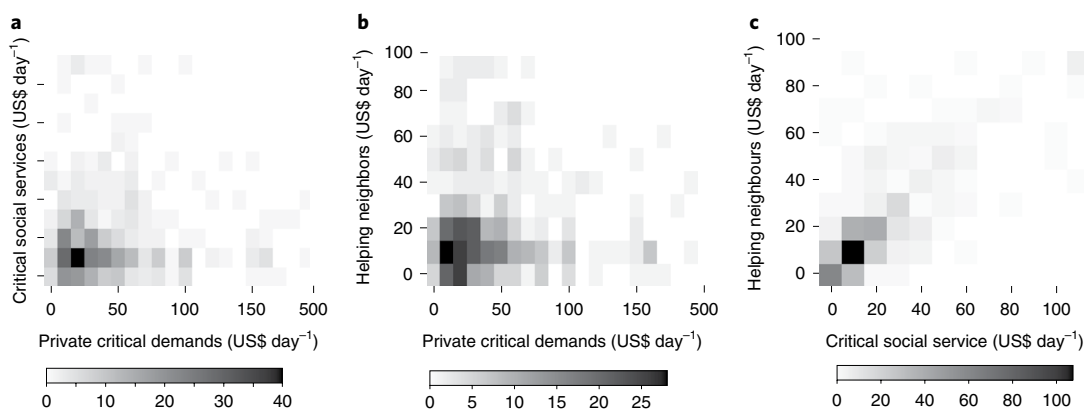 a
b
c
Critical social services (US$ day−1)
0 50 100 150 500
Private critical demands (US$ day−1)
0 10 20 30 40
Helping neighbors (US$ day−1)
100
80
60
40
20
0
0 50 100 150 500
Private critical demands (US$ day−1)
0 5 10 15 20 25
Helping neighbours (US$ day−1)
100
80
60
40
20
0
0 20 40 60 80 100
Critical social service (US$ day−1)
0 20 40 60 80 100